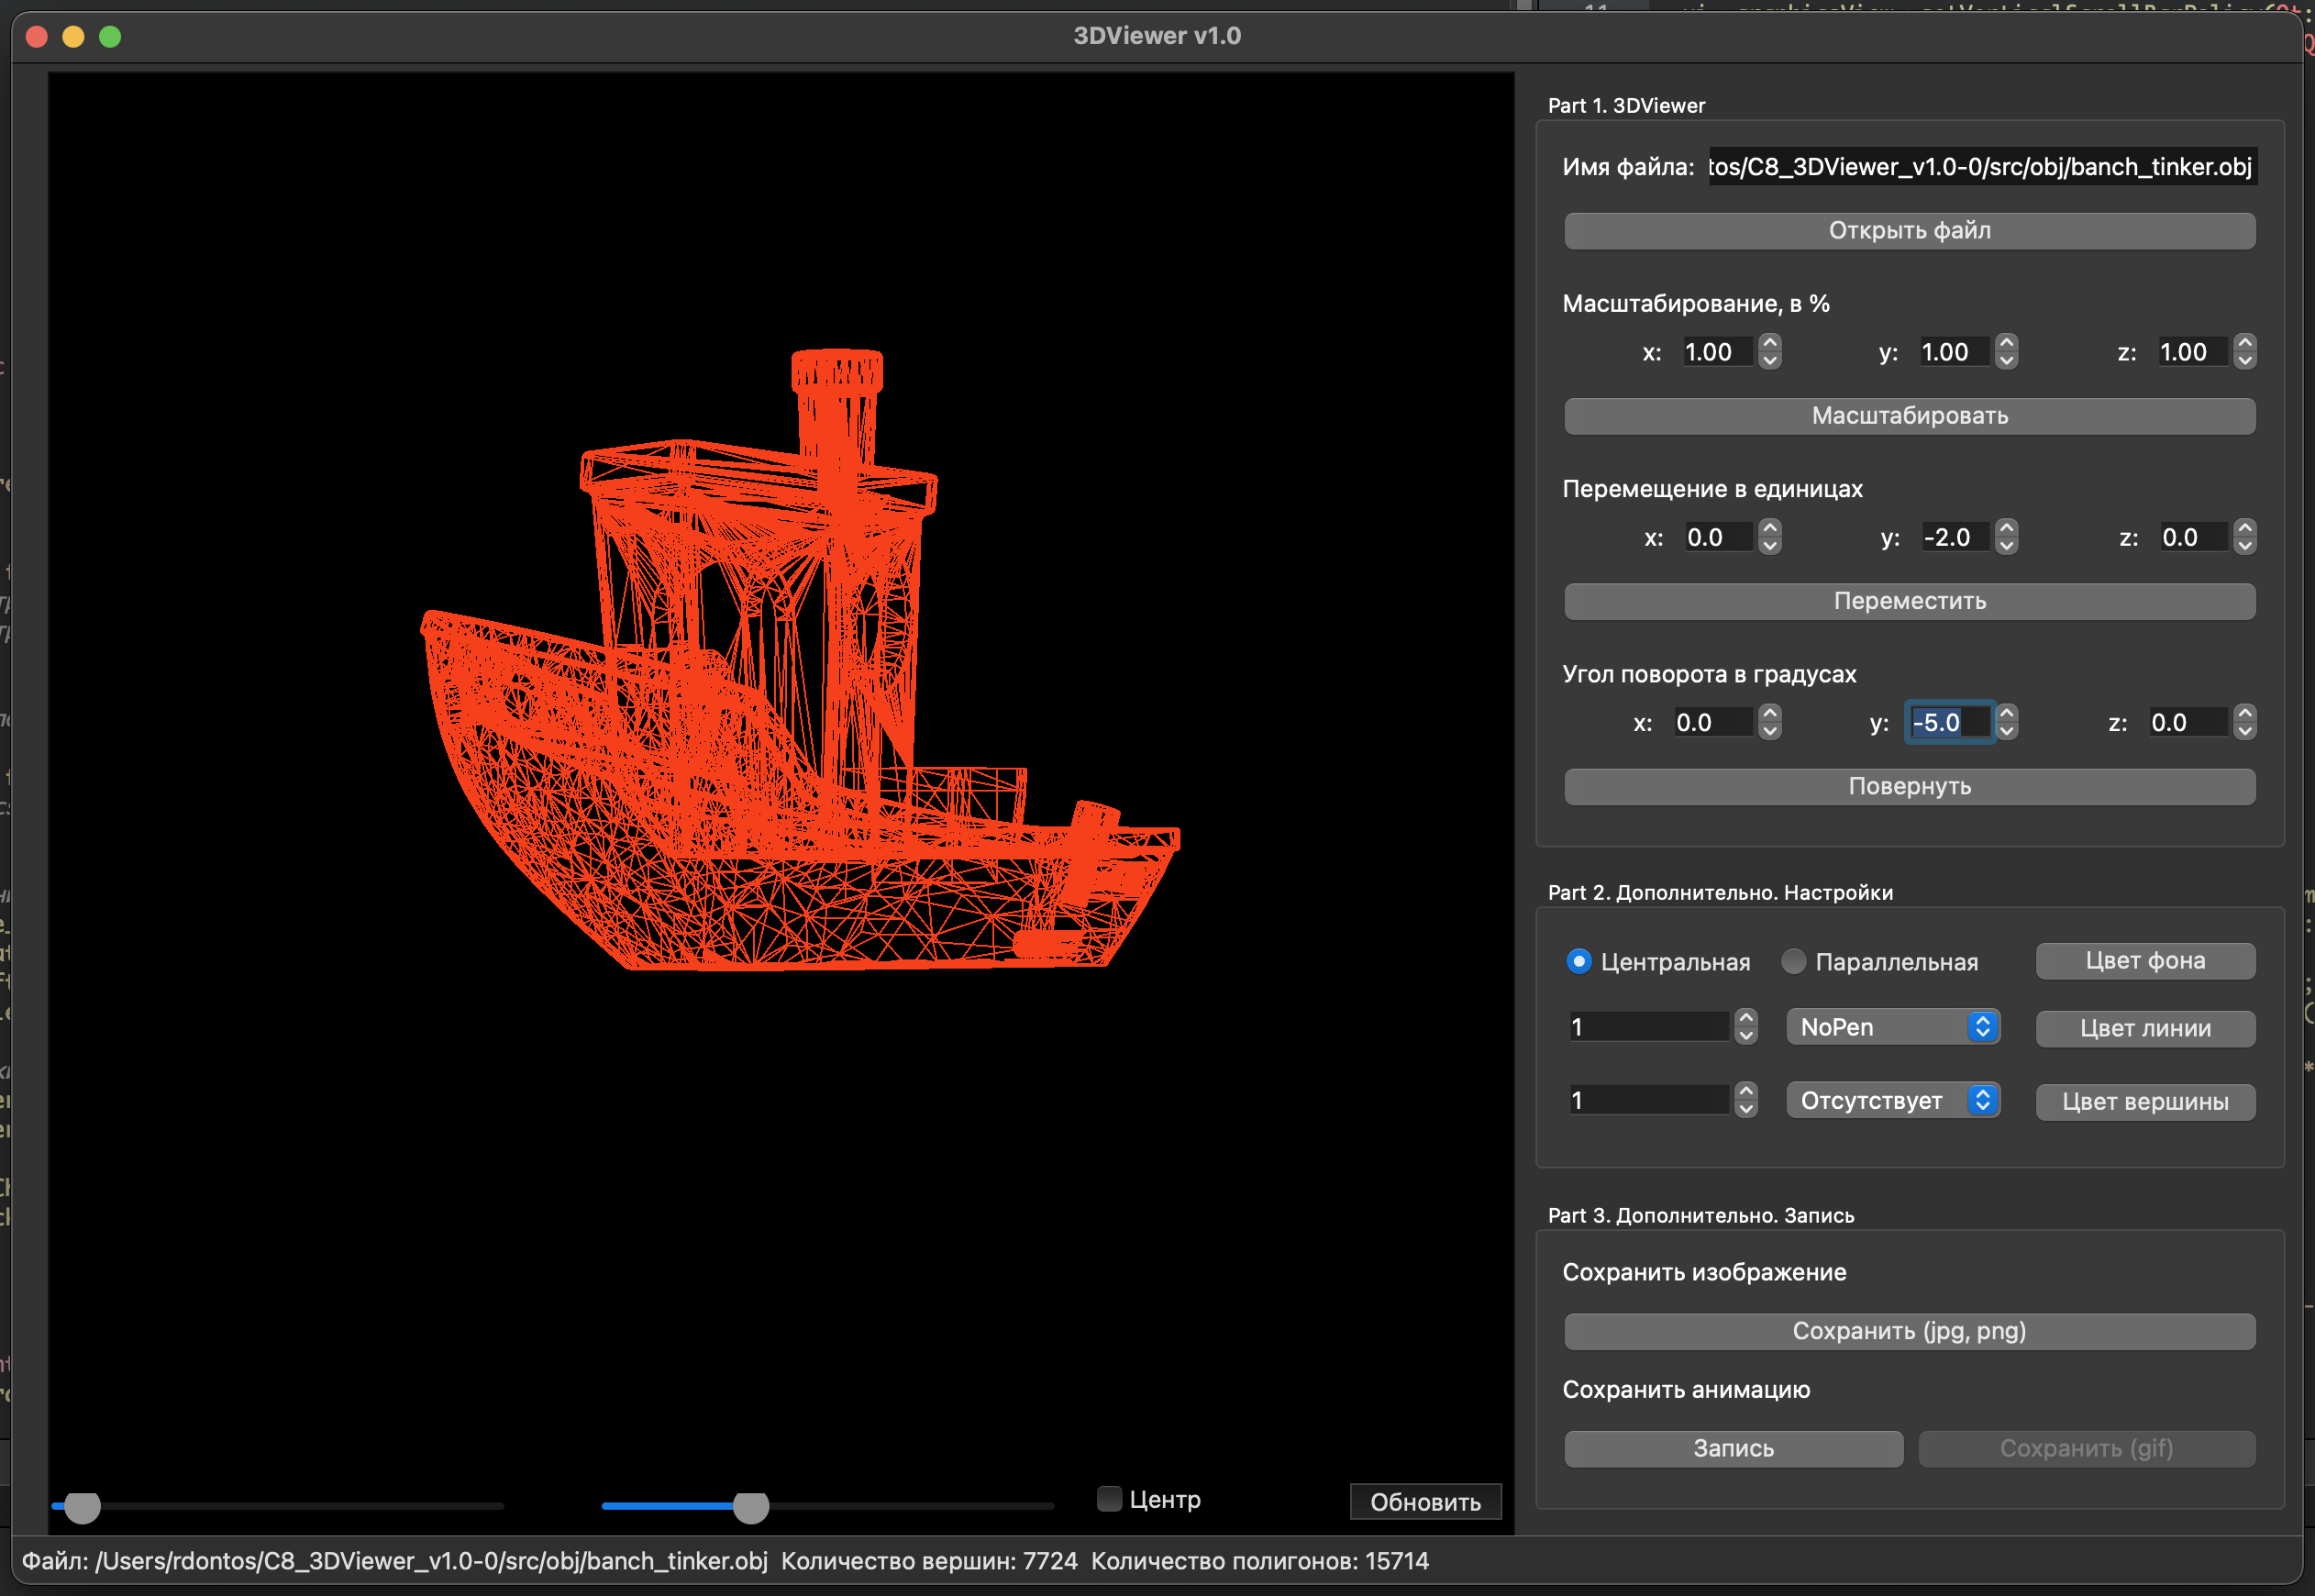 3DViewer v1.0
Part 1. 3DViewer
Имя файла: tos/C8_3DViewer_v1.0-0/src/obj/banch_tinker.obj
Открыть файл
Масштабирование, в %
x: 1.00 y: 1.00 z: 1.00
Масштабировать
Перемещение в единицах
x: 0.0 y: -2.0 z: 0.0
Переместить
Угол поворота в градусах
x: 0.0 y: -5.0 z: 0.0
Повернуть
Part 2. Дополнительно. Настройки
Центральная Параллельная Цвет фона
1 NoPen Цвет линии
1 Отсутствует Цвет вершины
Part 3. Дополнительно. Запись
Сохранить изображение
Сохранить (jpg, png)
Сохранить анимацию
Запись Сохранить (gif)
Центр Обновить
Файл: /Users/rdontos/C8_3DViewer_v1.0-0/src/obj/banch_tinker.obj Количество вершин: 7724 Количество полигонов: 15714